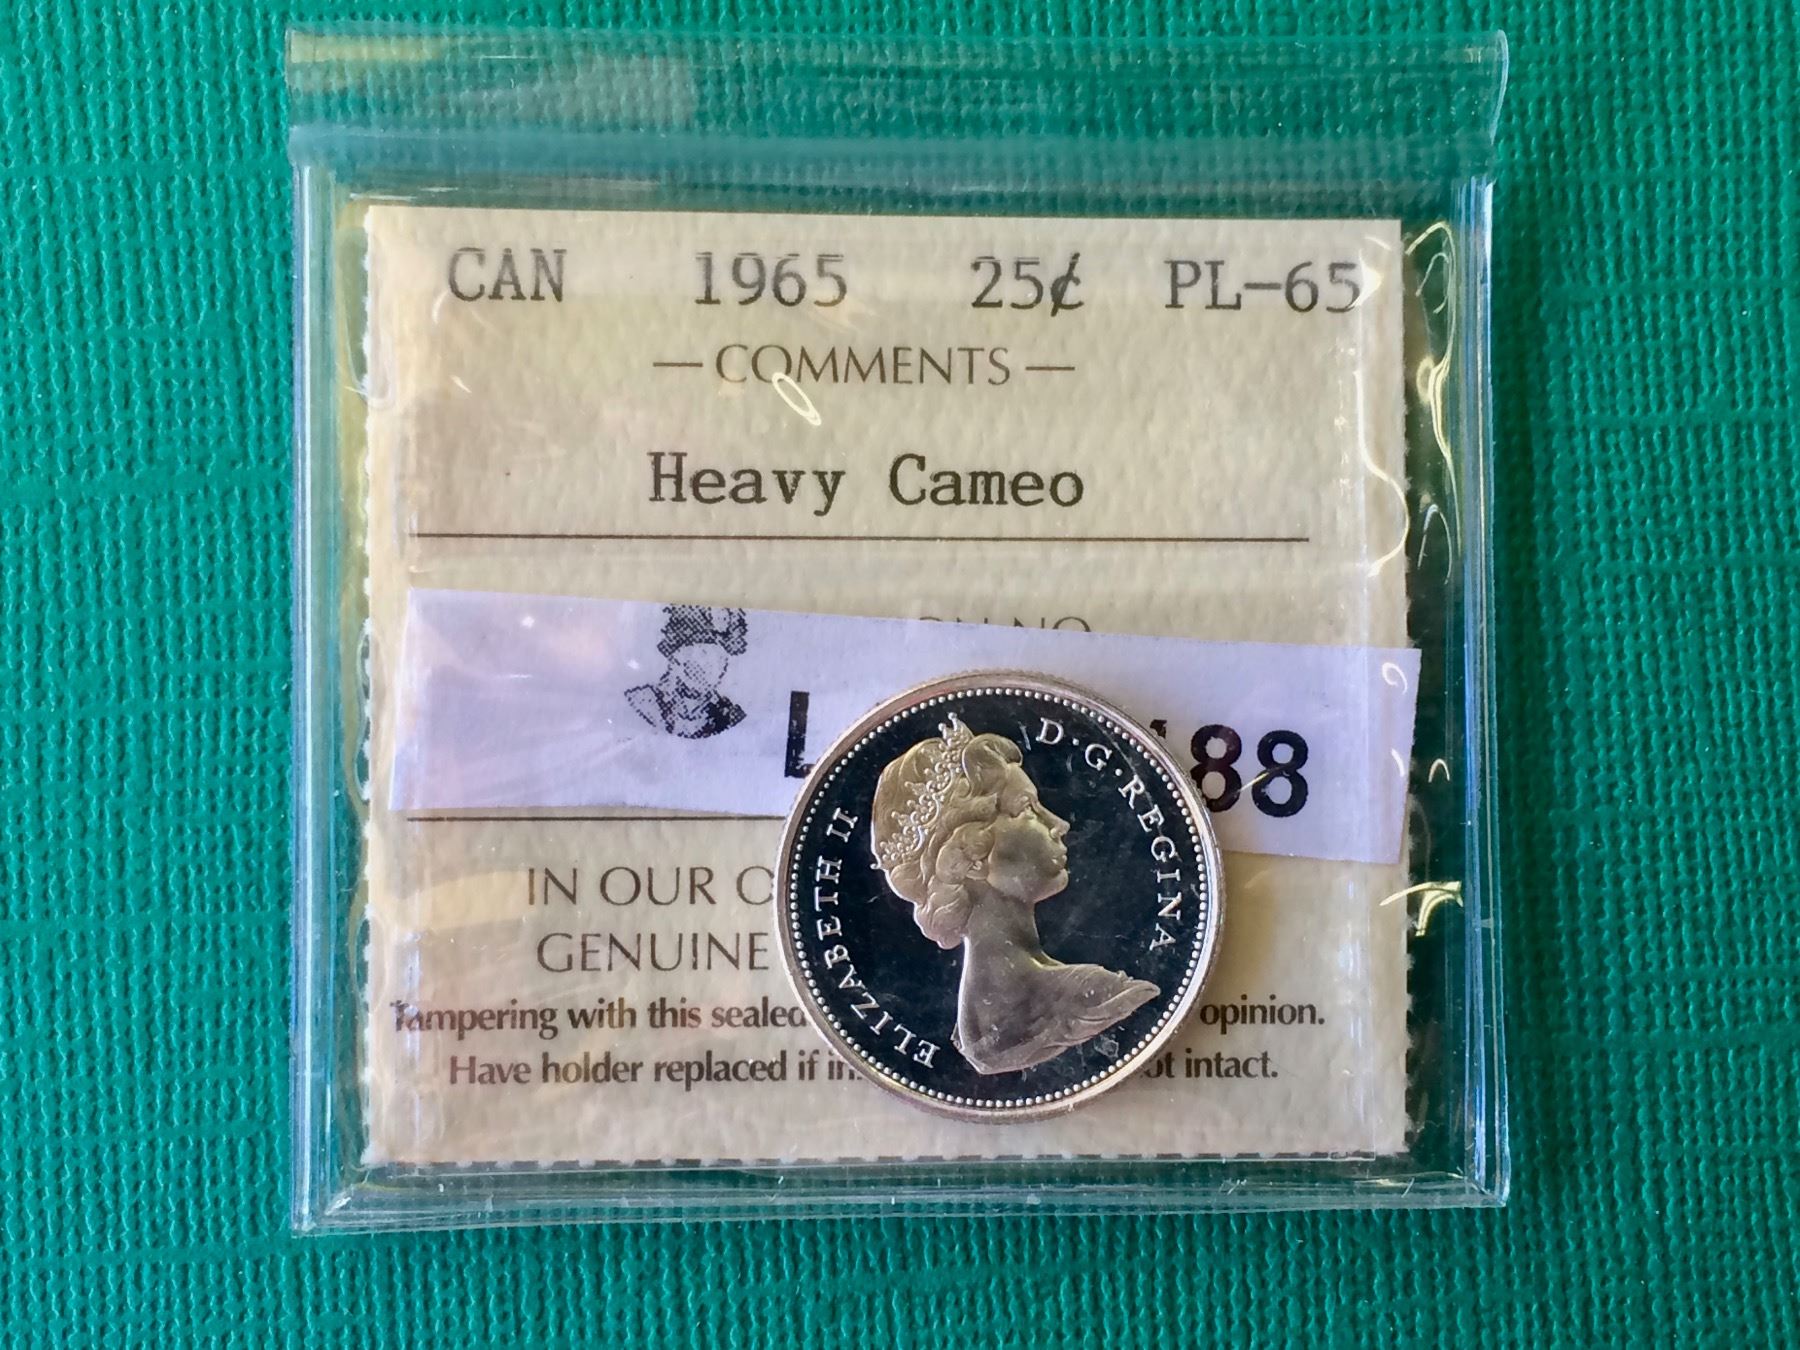 CAN 1965 25¢ PL-65
— COMMENTS —
Heavy Cameo
NO
L 88
IN OUR
GENUINE
Tampering with this sealed opinion.
Have holder replaced if intact.
ELIZABETH II D·G·REGINA